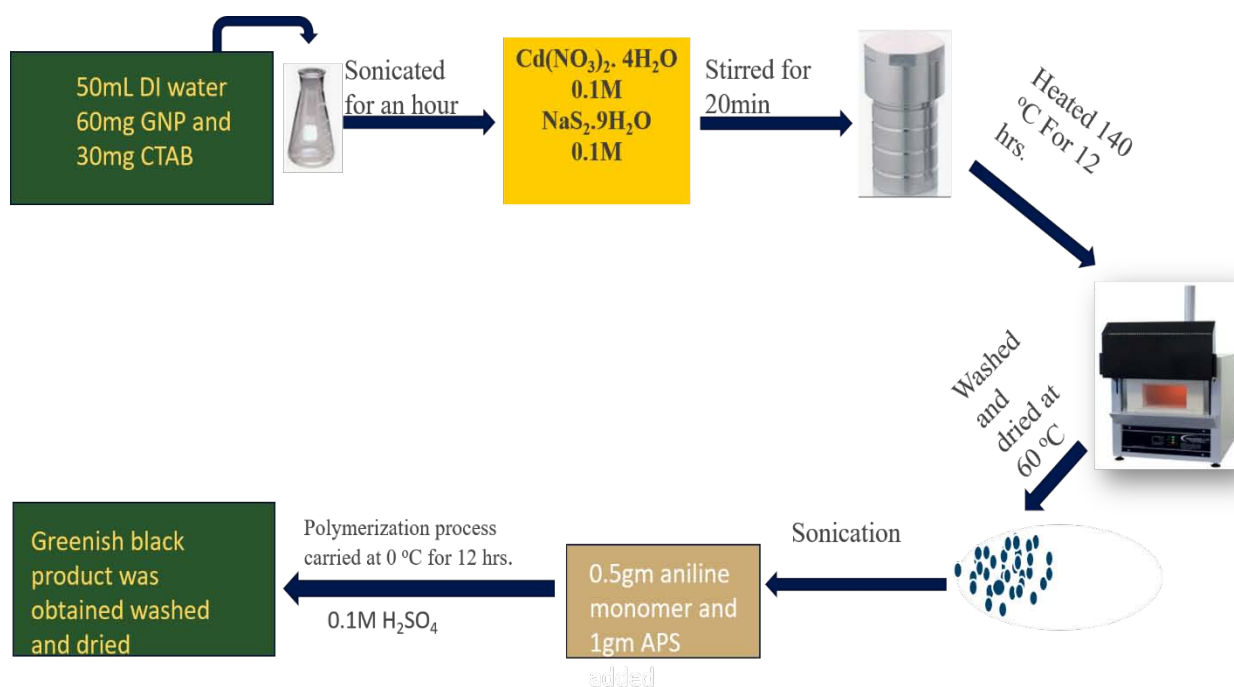 50mL DI water
60mg GNP and
30mg CTAB
Sonicated
for an hour
Cd(NO₃)₂. 4H₂O
0.1M
NaS₂.9H₂O
0.1M
Stirred for
20min
Heated 140
ºC For 12
hrs.
Washed
and
dried at
60 ºC
Sonication
0.5gm aniline
monomer and
1gm APS
added
Polymerization process
carried at 0 ºC for 12 hrs.
0.1M H₂SO₄
Greenish black
product was
obtained washed
and dried